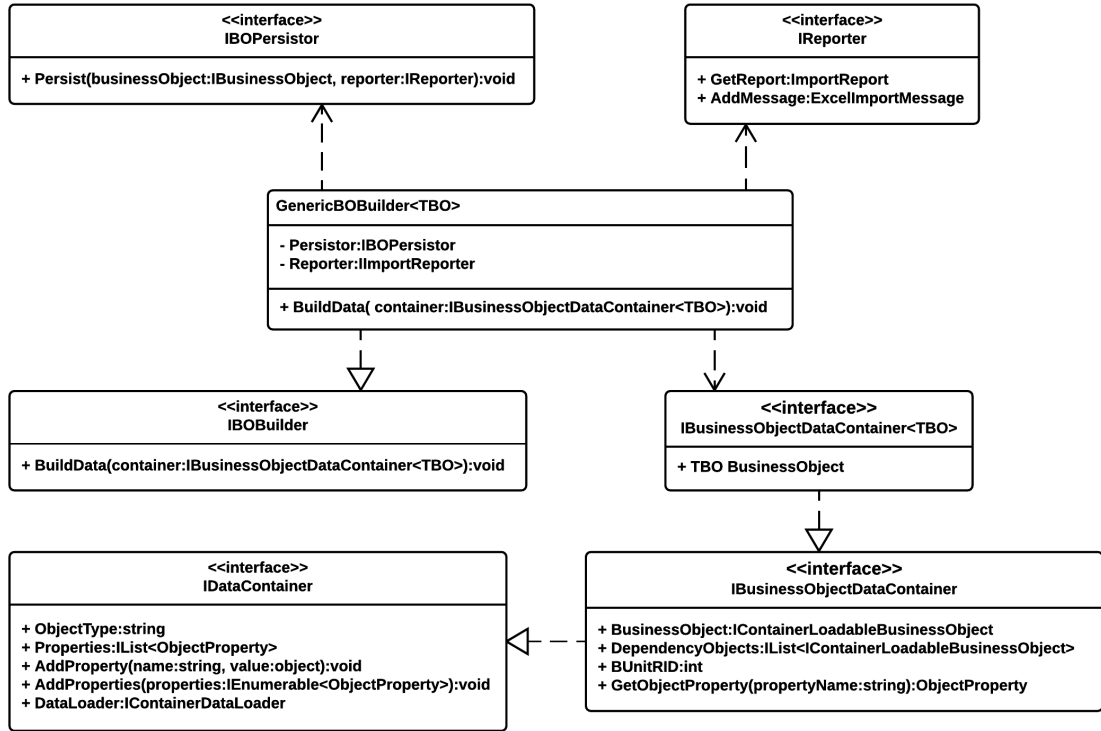 <<interface>>
IBOPersistor
+ Persist(businessObject:IBusinessObject, reporter:IReporter):void
<<interface>>
IReporter
+ GetReport:ImportReport
+ AddMessage:ExcelImportMessage
GenericBOBuilder<TBO>
- Persistor:IBOPersistor
- Reporter:IImportReporter
+ BuildData( container:IBusinessObjectDataContainer<TBO>):void
<<interface>>
IBOBuilder
+ BuildData(container:IBusinessObjectDataContainer<TBO>):void
<<interface>>
IBusinessObjectDataContainer<TBO>
+ TBO BusinessObject
<<interface>>
IDataContainer
+ ObjectType:string
+ Properties:IList<ObjectProperty>
+ AddProperty(name:string, value:object):void
+ AddProperties(properties:IEnumerable<ObjectProperty>):void
+ DataLoader:IContainerDataLoader
<<interface>>
IBusinessObjectDataContainer
+ BusinessObject:IContainerLoadableBusinessObject
+ DependencyObjects:IList<IContainerLoadableBusinessObject>
+ BUnitRID:int
+ GetObjectProperty(propertyName:string):ObjectProperty